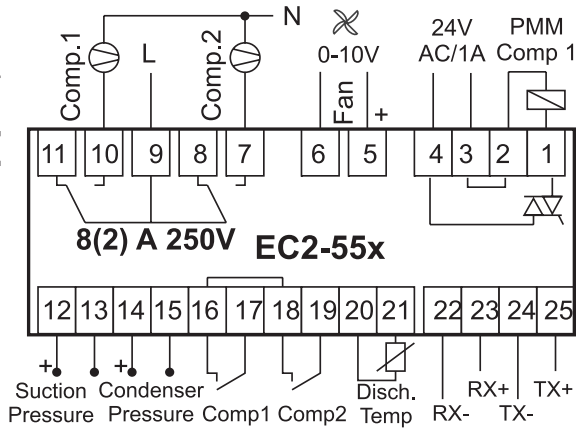 N
24V
PMM
Comp.1
L
Comp.2
0-10V
AC/1A
Comp 1
Fan
+
11 10 9 8 7 6 5 4 3 2 1
8(2) A 250V
EC2-55x
12 13 14 15 16 17 18 19 20 21 22 23 24 25
+ +
Suction Condenser Disch. RX+ TX+
Pressure Pressure Comp1 Comp2 Temp RX- TX-